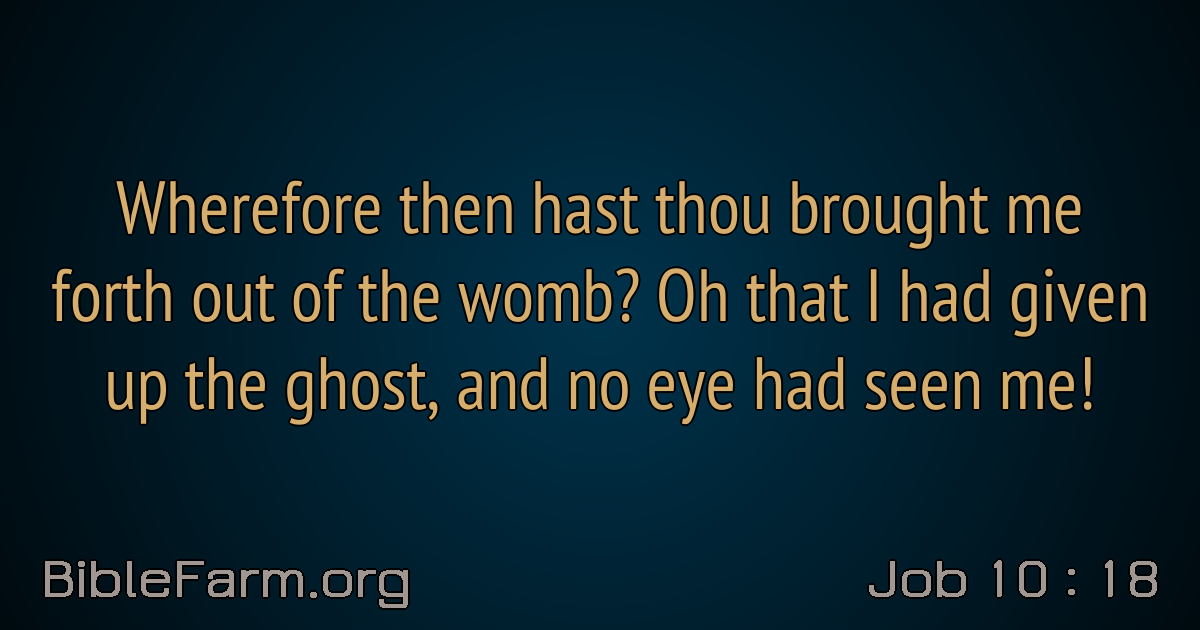 Wherefore then hast thou brought me
forth out of the womb? Oh that I had given
up the ghost, and no eye had seen me!
BibleFarm.org
Job 10 : 18